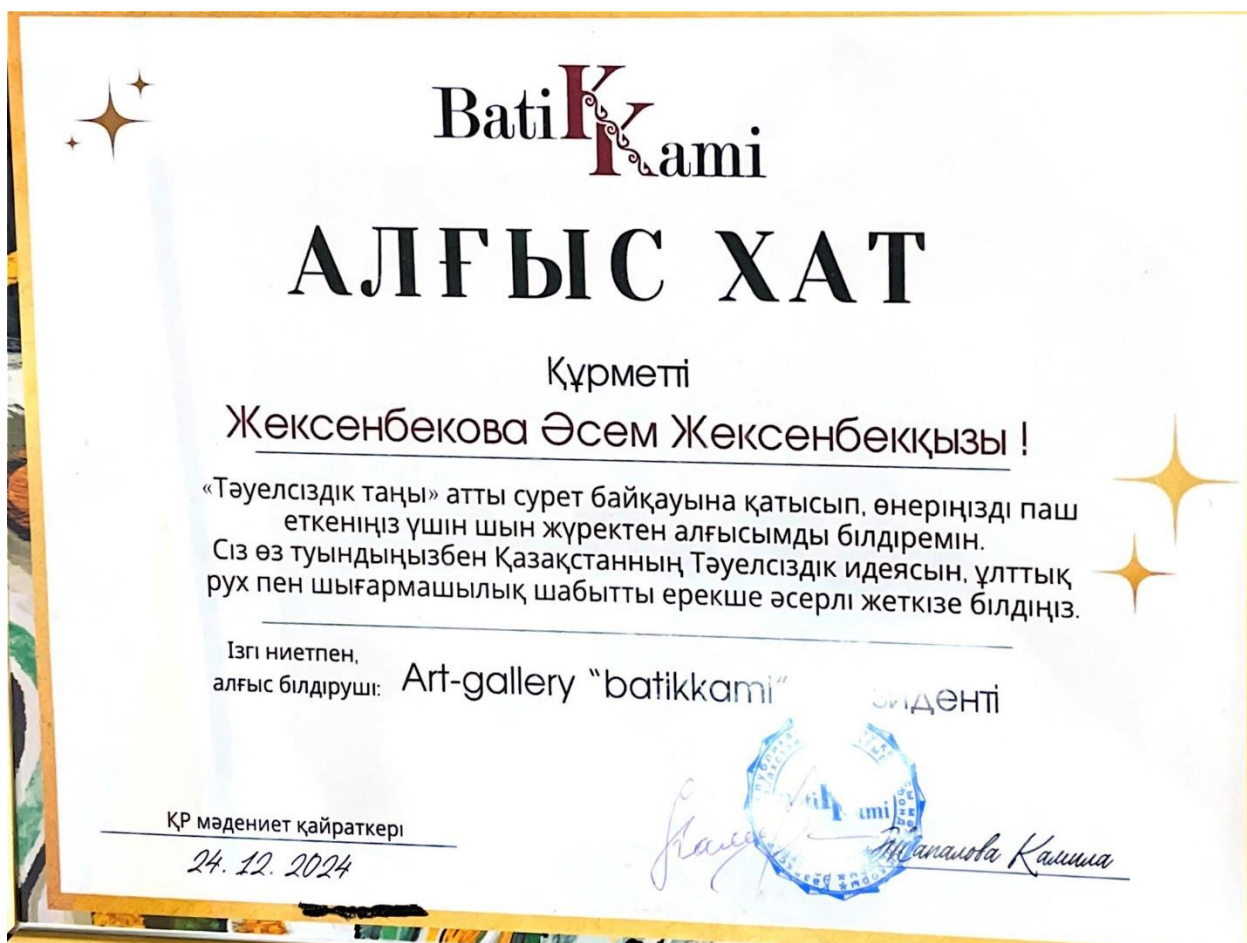 BatiKKami
АЛҒЫС ХАТ
Құрметті
Жексенбекова Әсем Жексенбекқызы !
«Тәуелсіздік таңы» атты сурет байқауына қатысып, өнеріңізді паш
еткеніңіз үшін шын жүректен алғысымды білдіремін.
Сіз өз туындыңызбен Қазақстанның Тәуелсіздік идеясын, ұлттық
рух пен шығармашылық шабытты ерекше әсерлі жеткізе білдіңіз.
Ізгі ниетпен,
алғыс білдіруші: Art-gallery "batikkami"
ҚР мәдениет қайраткері
24. 12. 2024
Камила